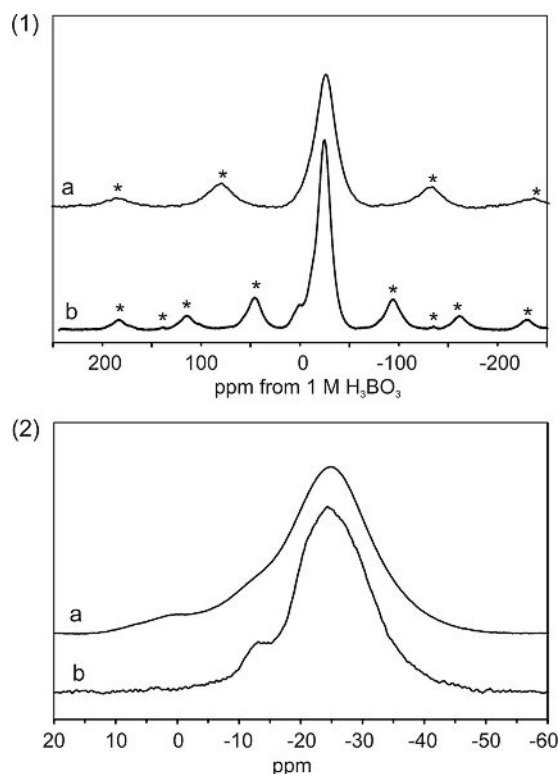 (1)
* * * *
a
* * * * * * * *
b
200 100 0 -100 -200
ppm from 1 M H₃BO₃
(2)
a
b
20 10 0 -10 -20 -30 -40 -50 -60
ppm